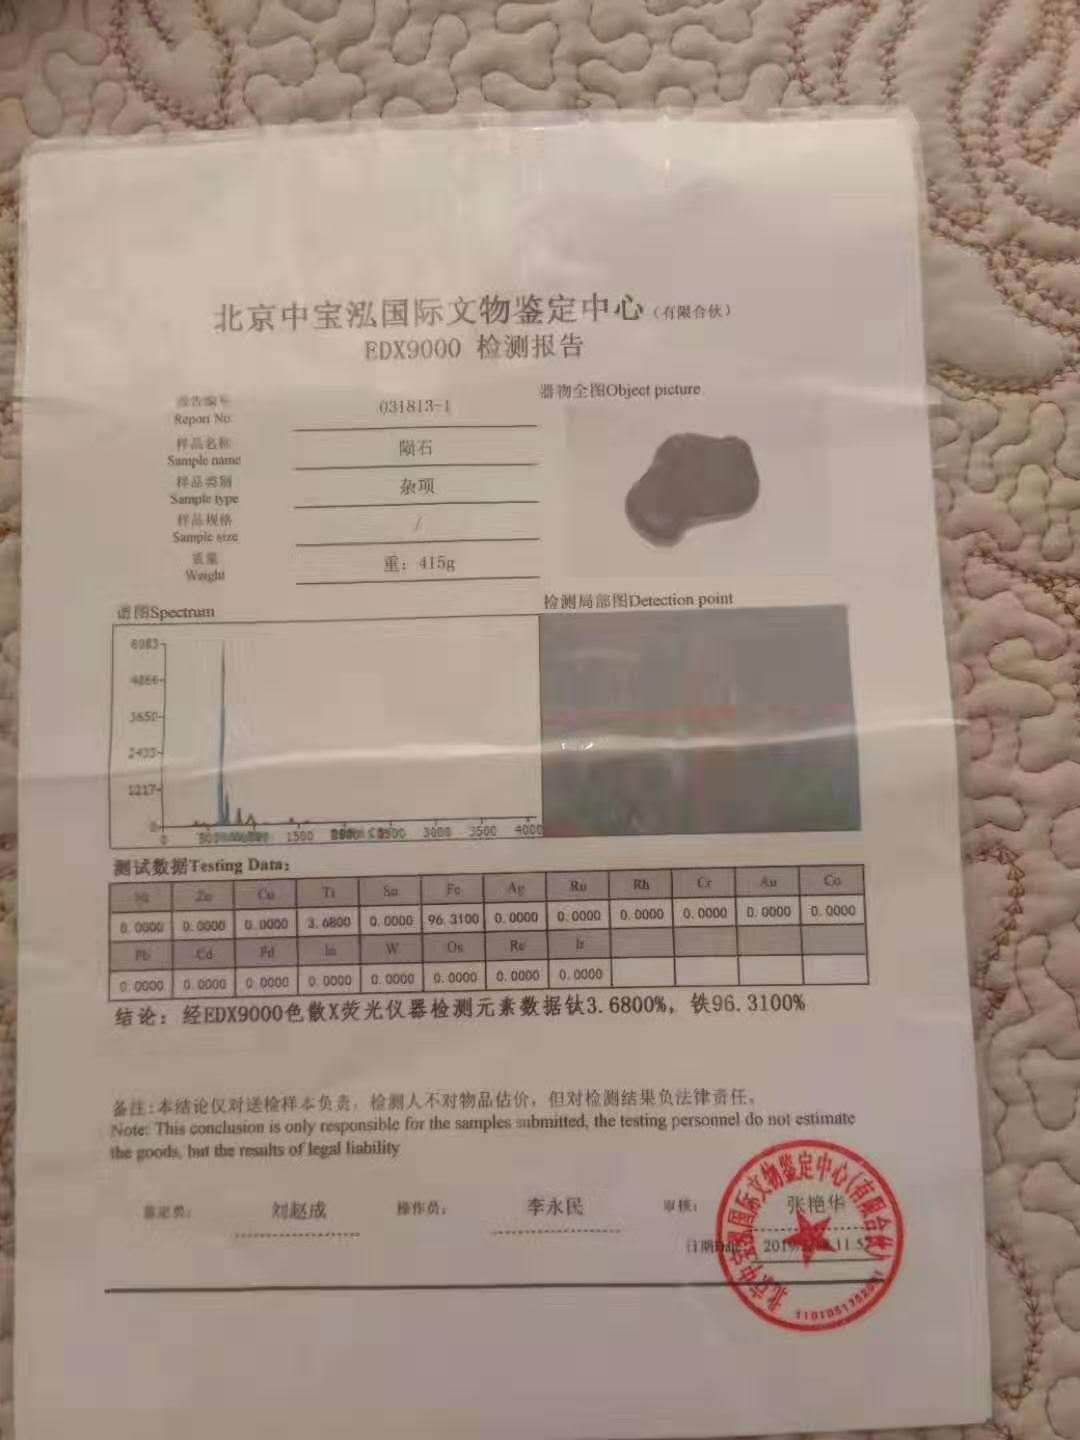 北京中宝泓国际文物鉴定中心(有限合伙)
EDX9000 检测报告
报告编号
Report No.
031813-1
样品名称
Sample name
陨石
样品类别
Sample type
杂项
样品规格
Sample size
/
质量
Weight
重：415g
器物全图Object picture
谱图Spectrum
检测局部图Detection point
6083
4866
3650
2433
1217
0
0 1500 3000 3500 4000
测试数据Testing Data:
Zn Cu Ti Sn Fe Ag Ru Rh Cr Au Co
0.0000 0.0000 0.0000 3.6800 0.0000 96.3100 0.0000 0.0000 0.0000 0.0000 0.0000 0.0000
Pb Cd Pd In W Os Re Ir
0.0000 0.0000 0.0000 0.0000 0.0000 0.0000 0.0000 0.0000
结论：经EDX9000色散X荧光仪器检测元素数据钛3.6800%，铁96.3100%
备注:本结论仅对送检样本负责，检测人不对物品估价，但对检测结果负法律责任。
Note: This conclusion is only responsible for the samples submitted, the testing personnel do not estimate
the goods, but the results of legal liability
鉴定员：
刘赵成
操作员：
李永民
审核：
张艳华
日期Date
北京中宝泓国际文物鉴定中心(有限合伙)